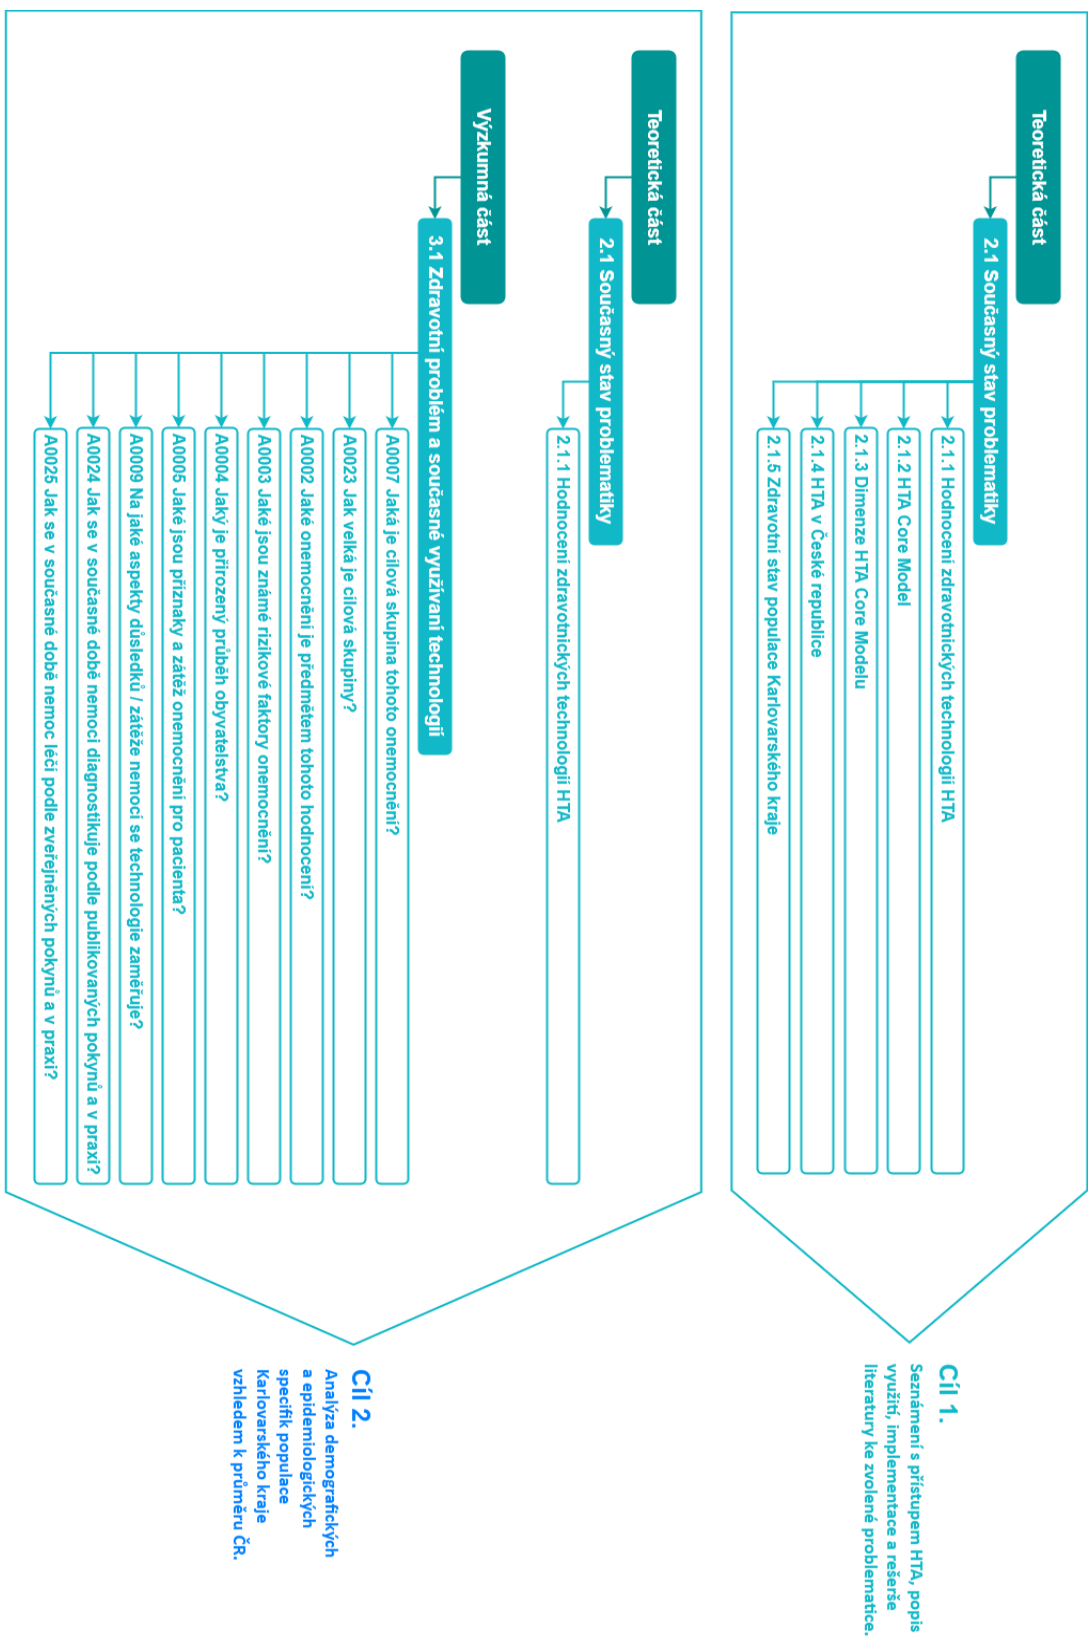 Teoretická část
2.1 Současný stav problematiky
2.1.1 Hodnocení zdravotnických technologií HTA
2.1.2 HTA Core Model
2.1.3 Dimenze HTA Core Modelu
2.1.4 HTA v České republice
2.1.5 Zdravotní stav populace Karlovarského kraje
Cíl 1.
Seznámení s přístupem HTA, popis
využití, implementace a rešerše
literatury ke zvolené problematice.
Teoretická část
2.1 Současný stav problematiky
2.1.1 Hodnocení zdravotnických technologií HTA
Výzkumná část
3.1 Zdravotní problém a současné využívaní technologií
A0007 Jaká je cílová skupina tohoto onemocnění?
A0023 Jak velká je cílová skupiny?
A0002 Jaké onemocnění je předmětem tohoto hodnocení?
A0003 Jaké jsou známé rizikové faktory onemocnění?
A0004 Jaký je přirozený průběh obyvatelstva?
A0005 Jaké jsou příznaky a zátěž onemocnění pro pacienta?
A0009 Na jaké aspekty důsledků / zátěže nemocí se technologie zaměřuje?
A0024 Jak se v současné době nemoci diagnostikuje podle publikovaných pokynů a v praxi?
A0025 Jak se v současné době nemoc léčí podle zveřejněných pokynů a v praxi?
Cíl 2.
Analýza demografických
a epidemiologických
specifik populace
Karlovarského kraje
vzhledem k průměru ČR.